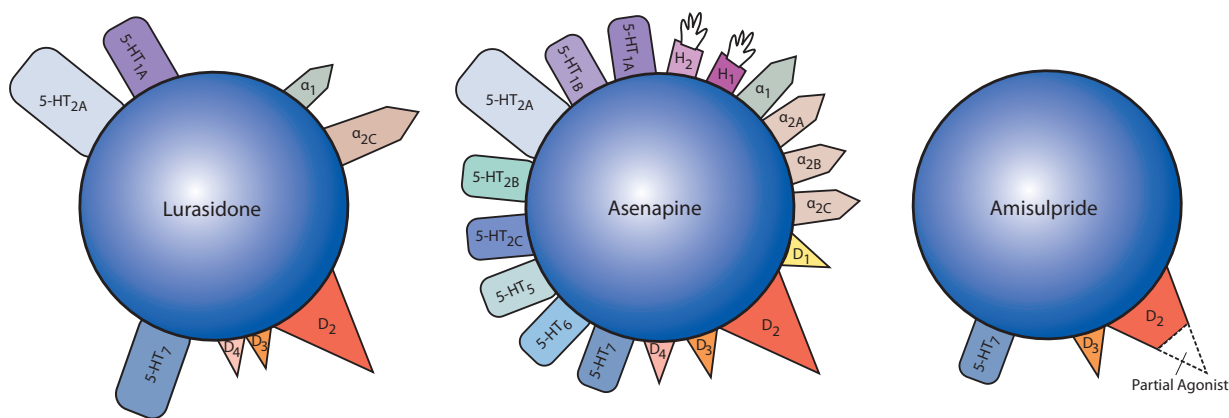 5-HT2A
5-HT1A
α1
α2C
Lurasidone
D2
D3
D4
5-HT7
5-HT2A
5-HT1B
5-HT1A
H2
H1
α1
α2A
α2B
α2C
5-HT2B
5-HT2C
5-HT5
5-HT6
5-HT7
Asenapine
D1
D2
D3
D4
Amisulpride
5-HT7
D3
D2
Partial Agonist